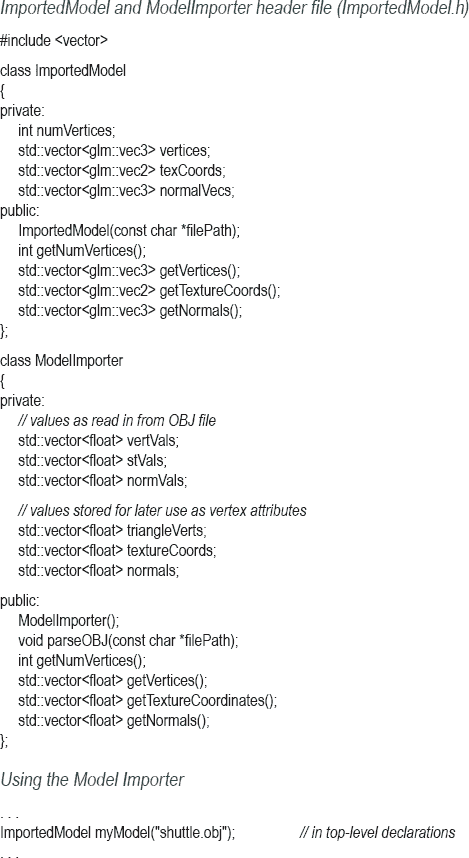 ImportedModel and ModelImporter header file (ImportedModel.h)
#include <vector>
class ImportedModel
{
private:
int numVertices;
std::vector<glm::vec3> vertices;
std::vector<glm::vec2> texCoords;
std::vector<glm::vec3> normalVecs;
public:
ImportedModel(const char *filePath);
int getNumVertices();
std::vector<glm::vec3> getVertices();
std::vector<glm::vec2> getTextureCoords();
std::vector<glm::vec3> getNormals();
};
class ModelImporter
{
private:
// values as read in from OBJ file
std::vector<float> vertVals;
std::vector<float> stVals;
std::vector<float> normVals;
// values stored for later use as vertex attributes
std::vector<float> triangleVerts;
std::vector<float> textureCoords;
std::vector<float> normals;
public:
ModelImporter();
void parseOBJ(const char *filePath);
int getNumVertices();
std::vector<float> getVertices();
std::vector<float> getTextureCoordinates();
std::vector<float> getNormals();
};
Using the Model Importer
. . .
ImportedModel myModel("shuttle.obj"); // in top-level declarations
. . .